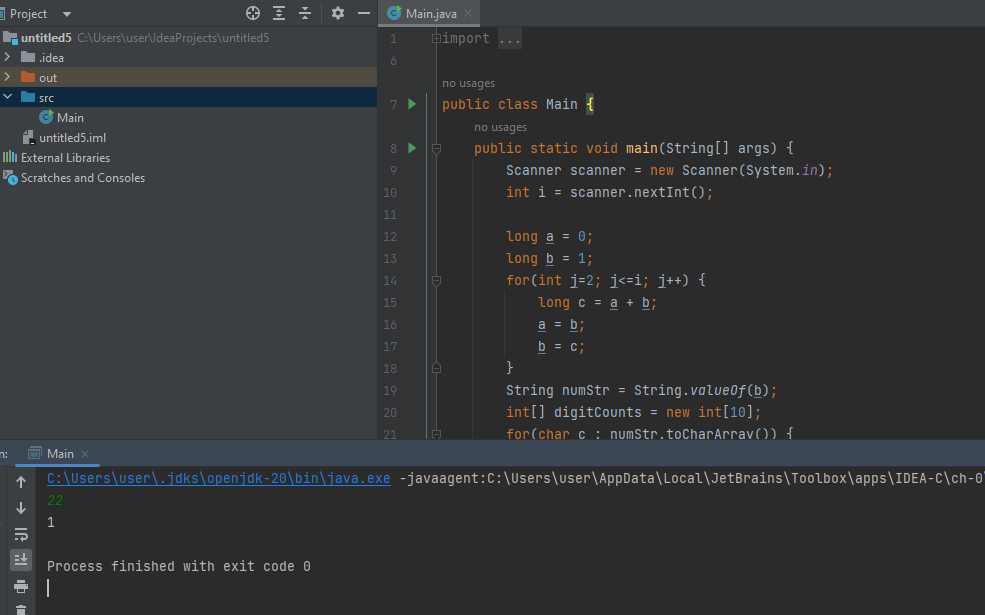 Project
Main.java
untitled5 C:\Users\user\IdeaProjects\untitled5
.idea
out
src
Main
untitled5.iml
External Libraries
Scratches and Consoles
1 import ...
6
no usages
7 public class Main {
no usages
8 public static void main(String[] args) {
9 Scanner scanner = new Scanner(System.in);
10 int i = scanner.nextInt();
11
12 long a = 0;
13 long b = 1;
14 for(int j=2; j<=i; j++) {
15 long c = a + b;
16 a = b;
17 b = c;
18 }
19 String numStr = String.valueOf(b);
20 int[] digitCounts = new int[10];
21 for(char c : numStr.toCharArray()) {
n: Main
C:\Users\user\.jdks\openjdk-20\bin\java.exe -javaagent:C:\Users\user\AppData\Local\JetBrains\Toolbox\apps\IDEA-C\ch-0\
22
1
Process finished with exit code 0